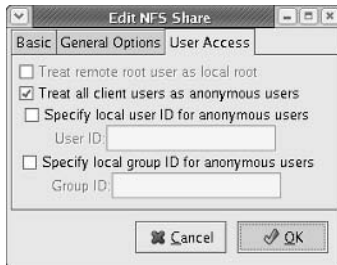 Edit NFS Share
Basic General Options User Access
Treat remote root user as local root
Treat all client users as anonymous users
Specify local user ID for anonymous users
User ID:
Specify local group ID for anonymous users
Group ID:
Cancel OK